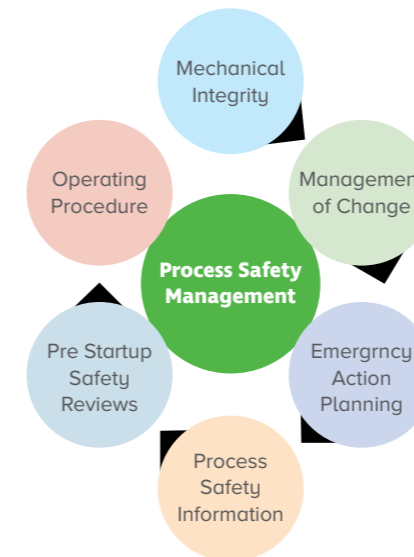 Mechanical
Integrity
Management
of Change
Emergrncy
Action
Planning
Process
Safety
Information
Pre Startup
Safety
Reviews
Operating
Procedure
Process Safety
Management